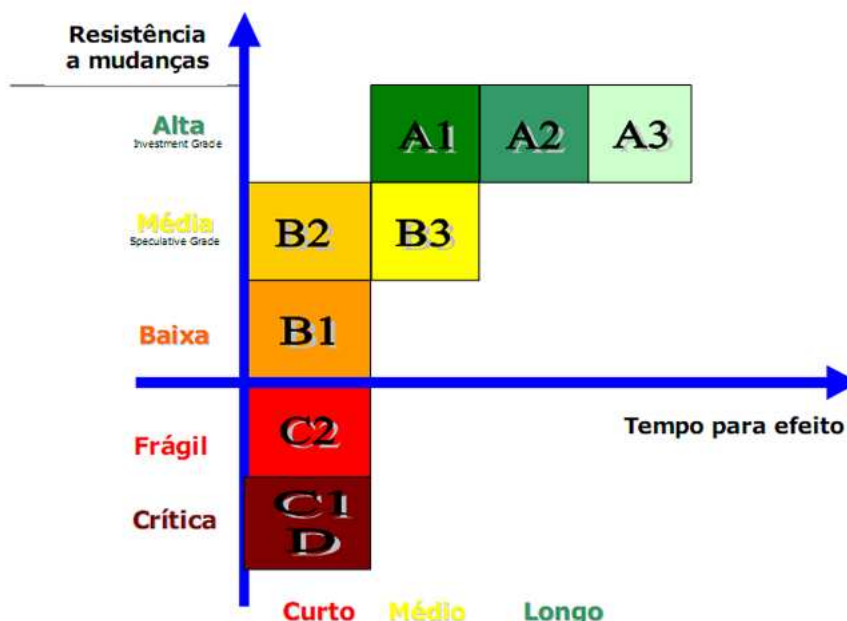 Resistência
a mudanças
Alta
Investment Grade
A1 A2 A3
Média
Speculative Grade
B2 B3
Baixa
B1
Tempo para efeito
Frágil
C2
Crítica
C1
D
Curto Médio Longo